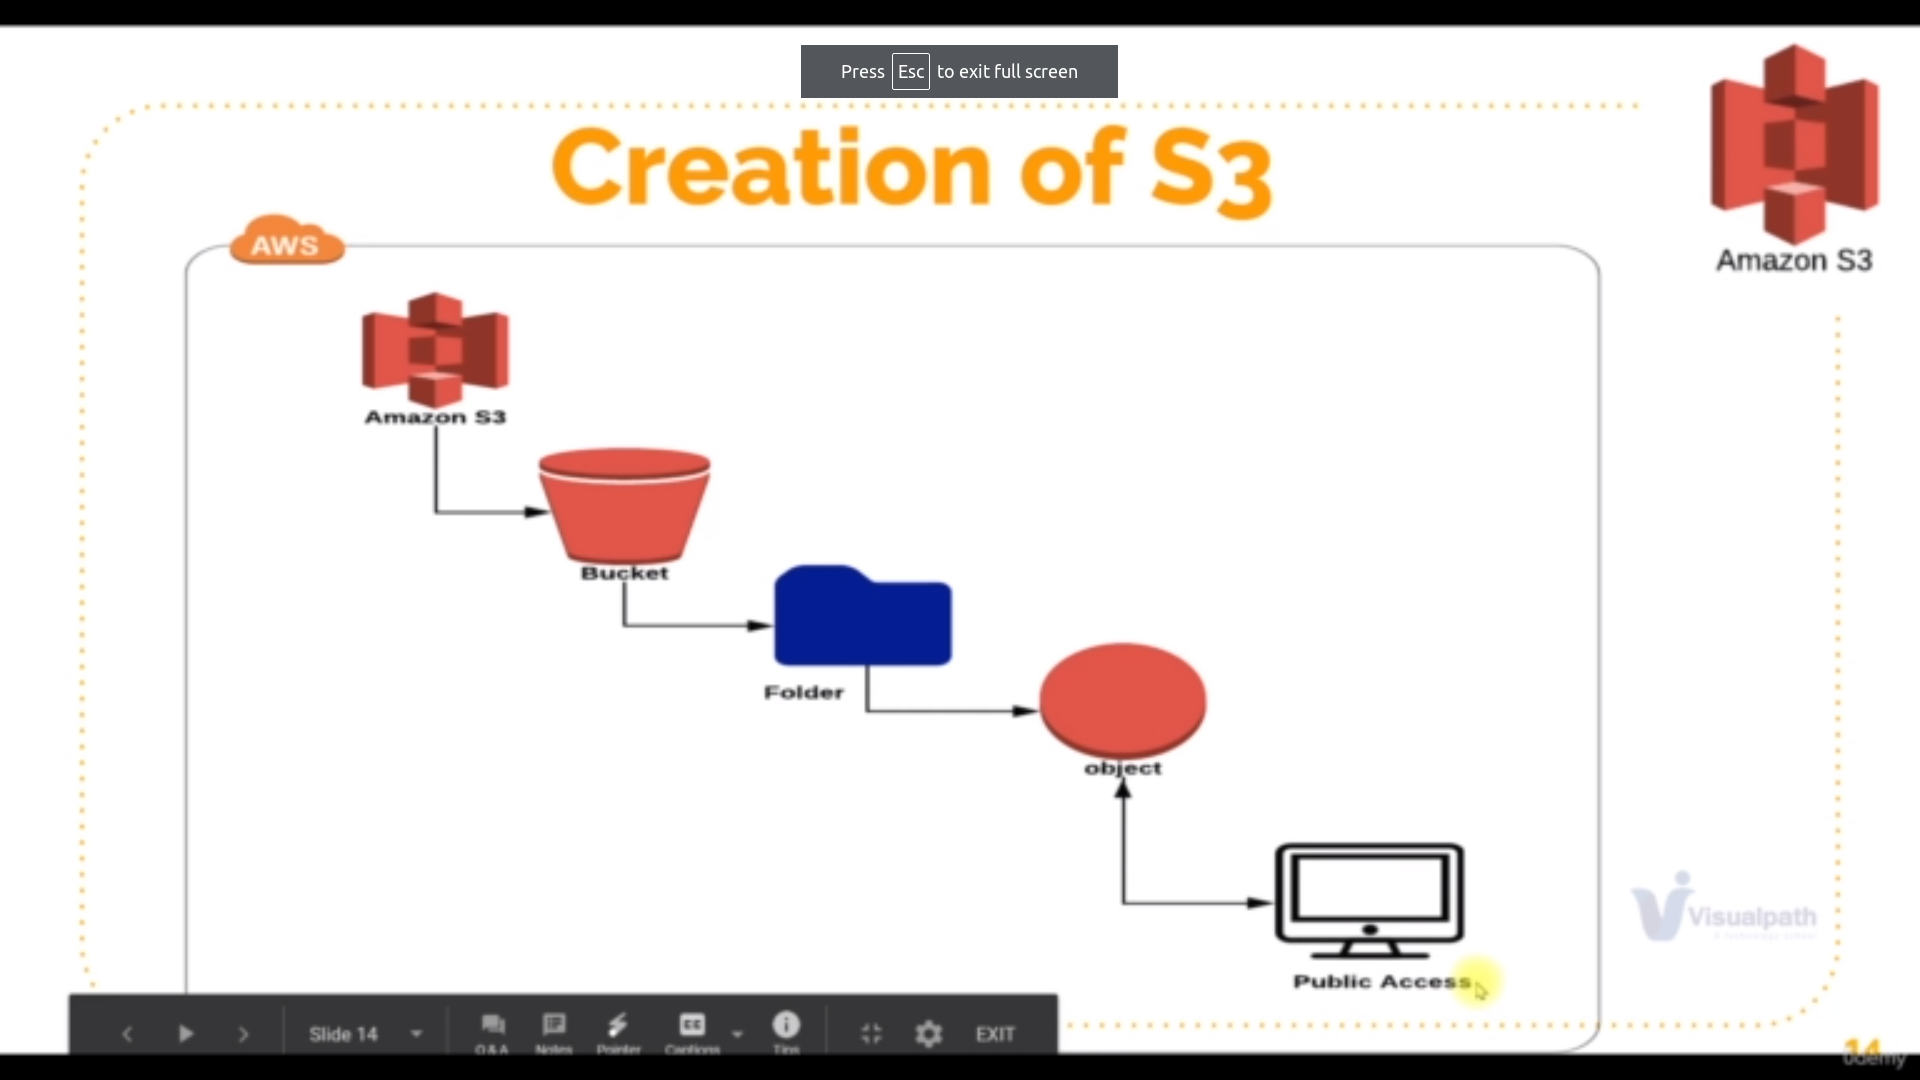 Press Esc to exit full screen
Creation of S3
Amazon S3
AWS
Amazon S3
Bucket
Folder
object
Public Access
Visualpath
Slide 14
Q & A
Notes
Pointer
Captions
Tips
EXIT
14
udemy